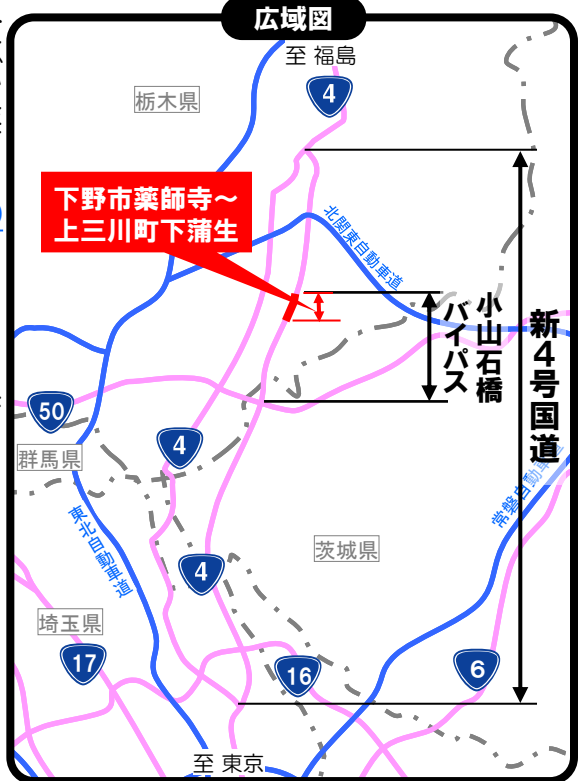 広域図
至 福島
4
栃木県
下野市薬師寺～
上三川町下蒲生
北関東自動車道
小山石橋
バイパス
新4号国道
50
4
群馬県
常磐自動車道
東北自動車道
茨城県
4
埼玉県
17
16
6
至 東京